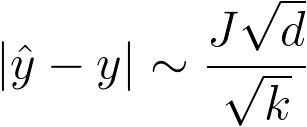 |ŷ − y| ∼ J√d / √k